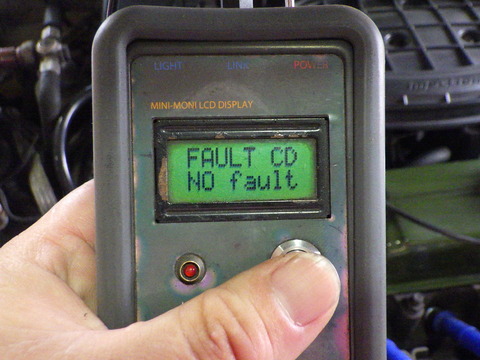 LIGHT LINK POWER
MINI-MONI LCD DISPLAY
FAULT CD
NO fault